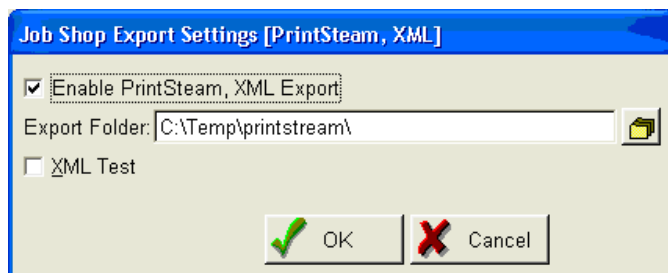 Job Shop Export Settings [PrintSteam, XML]
Enable PrintSteam, XML Export
Export Folder: C:\Temp\printstream\
XML Test
OK Cancel